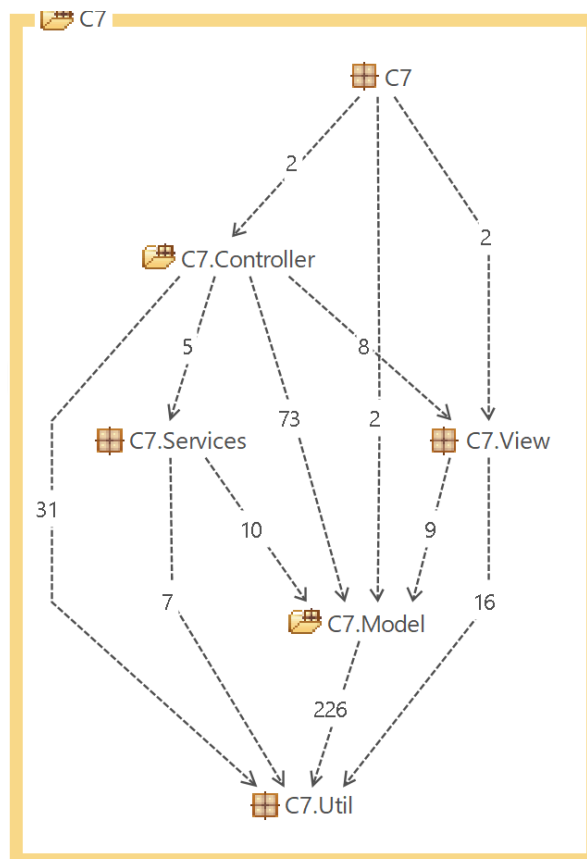 C7
C7
2
2
C7.Controller
5
8
73
2
C7.Services
C7.View
31
10
9
7
16
C7.Model
226
C7.Util